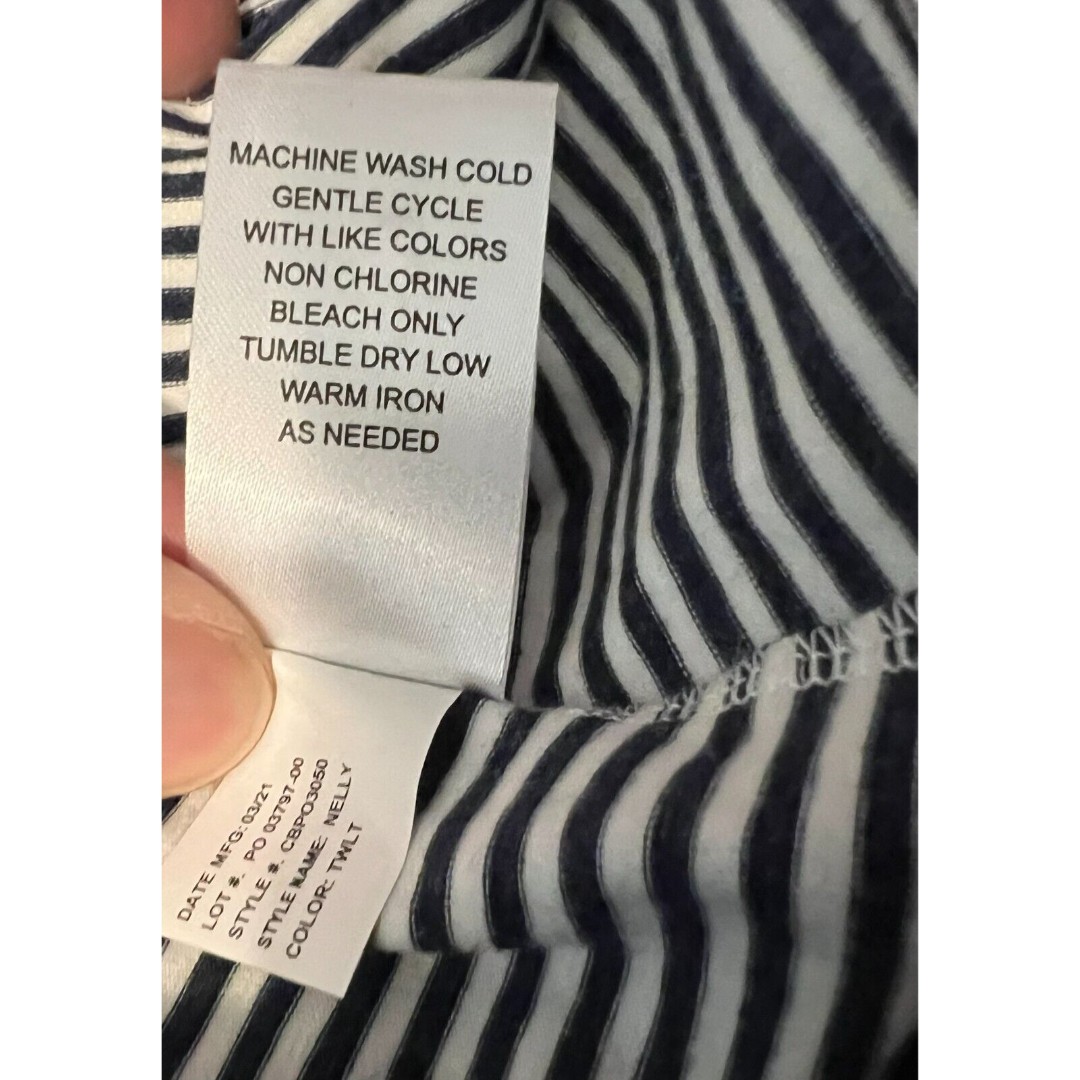 MACHINE WASH COLD
GENTLE CYCLE
WITH LIKE COLORS
NON CHLORINE
BLEACH ONLY
TUMBLE DRY LOW
WARM IRON
AS NEEDED
DATE MFG: 03/21
LOT #. PO 03797-00
STYLE #. CBPO3050
STYLE NAME: NELLY
COLOR: TWLT